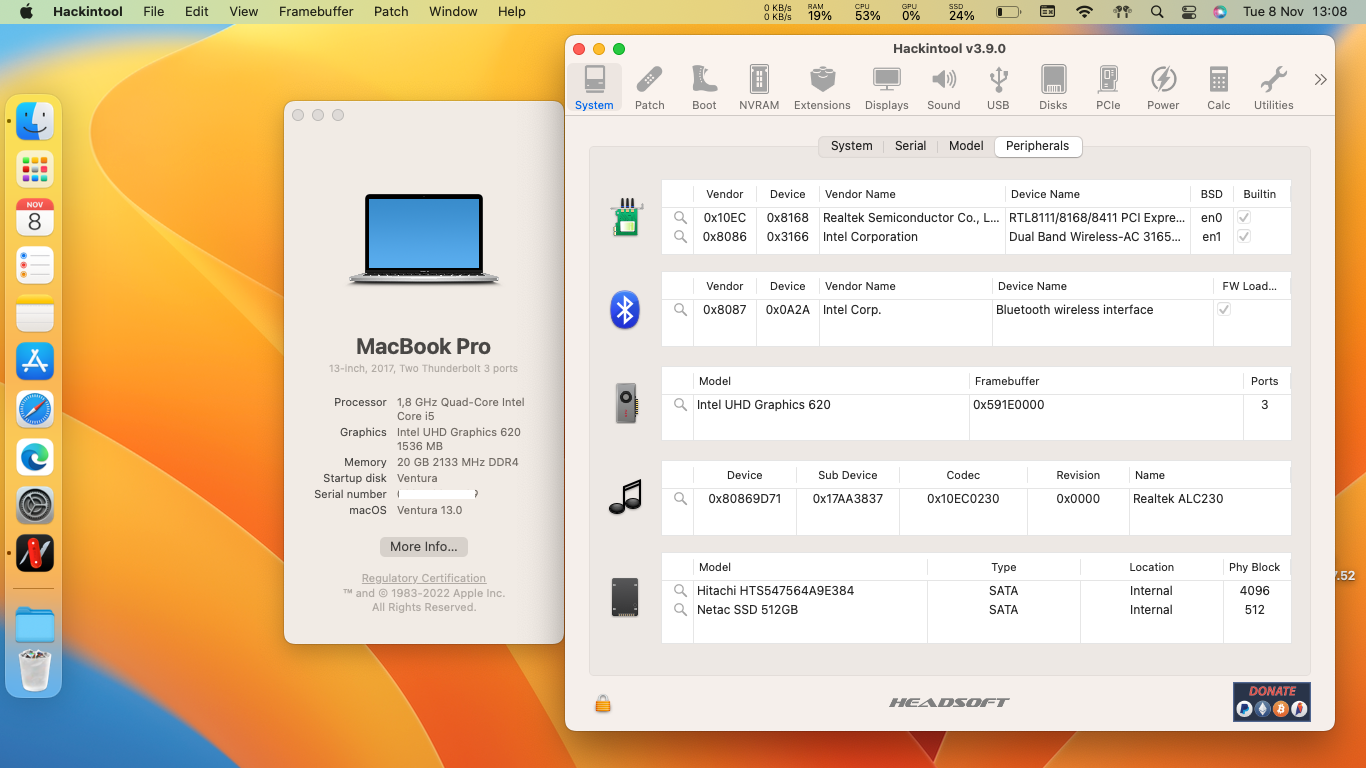 Hackintool File Edit View Framebuffer Patch Window Help
0 KB/s
0 KB/s
RAM
19%
CPU
53%
GPU
0%
SSD
24%
Tue 8 Nov 13:08
NOV
8
MacBook Pro
13-inch, 2017, Two Thunderbolt 3 ports
Processor 1,8 GHz Quad-Core Intel
Core i5
Graphics Intel UHD Graphics 620
1536 MB
Memory 20 GB 2133 MHz DDR4
Startup disk Ventura
Serial number
macOS Ventura 13.0
More Info...
Regulatory Certification
™ and © 1983-2022 Apple Inc.
All Rights Reserved.
Hackintool v3.9.0
System Patch Boot NVRAM Extensions Displays Sound USB Disks PCIe Power Calc Utilities
System Serial Model Peripherals
Vendor Device Vendor Name Device Name BSD Builtin
0x10EC 0x8168 Realtek Semiconductor Co., L... RTL8111/8168/8411 PCI Expre... en0
0x8086 0x3166 Intel Corporation Dual Band Wireless-AC 3165... en1
Vendor Device Vendor Name Device Name FW Load...
0x8087 0x0A2A Intel Corp. Bluetooth wireless interface
Model Framebuffer Ports
Intel UHD Graphics 620 0x591E0000 3
Device Sub Device Codec Revision Name
0x80869D71 0x17AA3837 0x10EC0230 0x0000 Realtek ALC230
Model Type Location Phy Block
Hitachi HTS547564A9E384 SATA Internal 4096
Netac SSD 512GB SATA Internal 512
HEADSOFT
DONATE
7.52